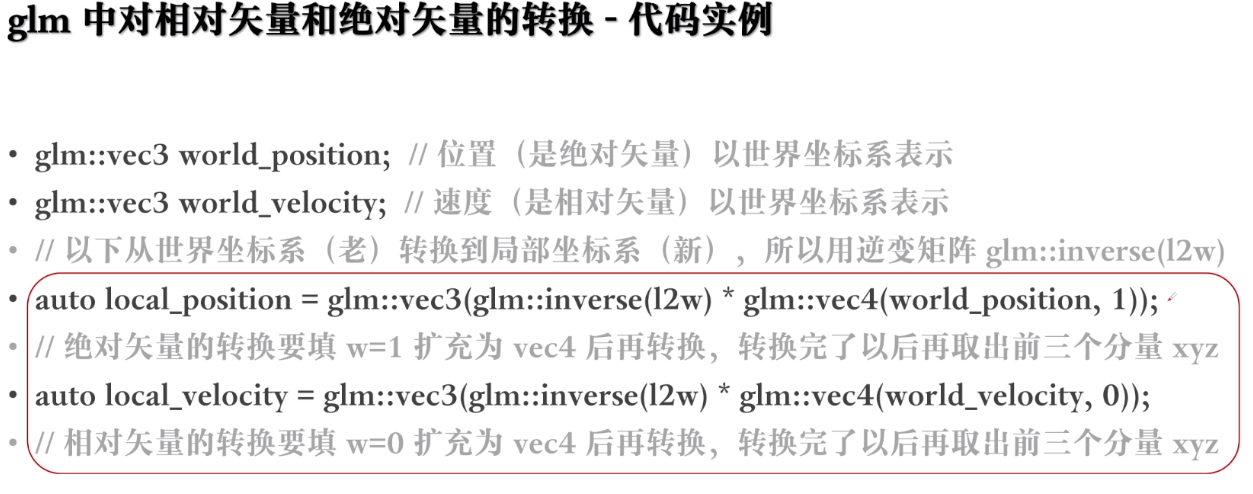 glm 中对相对矢量和绝对矢量的转换 - 代码实例
• glm::vec3 world_position; // 位置（是绝对矢量）以世界坐标系表示
• glm::vec3 world_velocity; // 速度（是相对矢量）以世界坐标系表示
• // 以下从世界坐标系（老）转换到局部坐标系（新），所以用逆变矩阵 glm::inverse(l2w)
• auto local_position = glm::vec3(glm::inverse(l2w) * glm::vec4(world_position, 1));
• // 绝对矢量的转换要填 w=1 扩充为 vec4 后再转换，转换完了以后再取出前三个分量 xyz
• auto local_velocity = glm::vec3(glm::inverse(l2w) * glm::vec4(world_velocity, 0));
• // 相对矢量的转换要填 w=0 扩充为 vec4 后再转换，转换完了以后再取出前三个分量 xyz